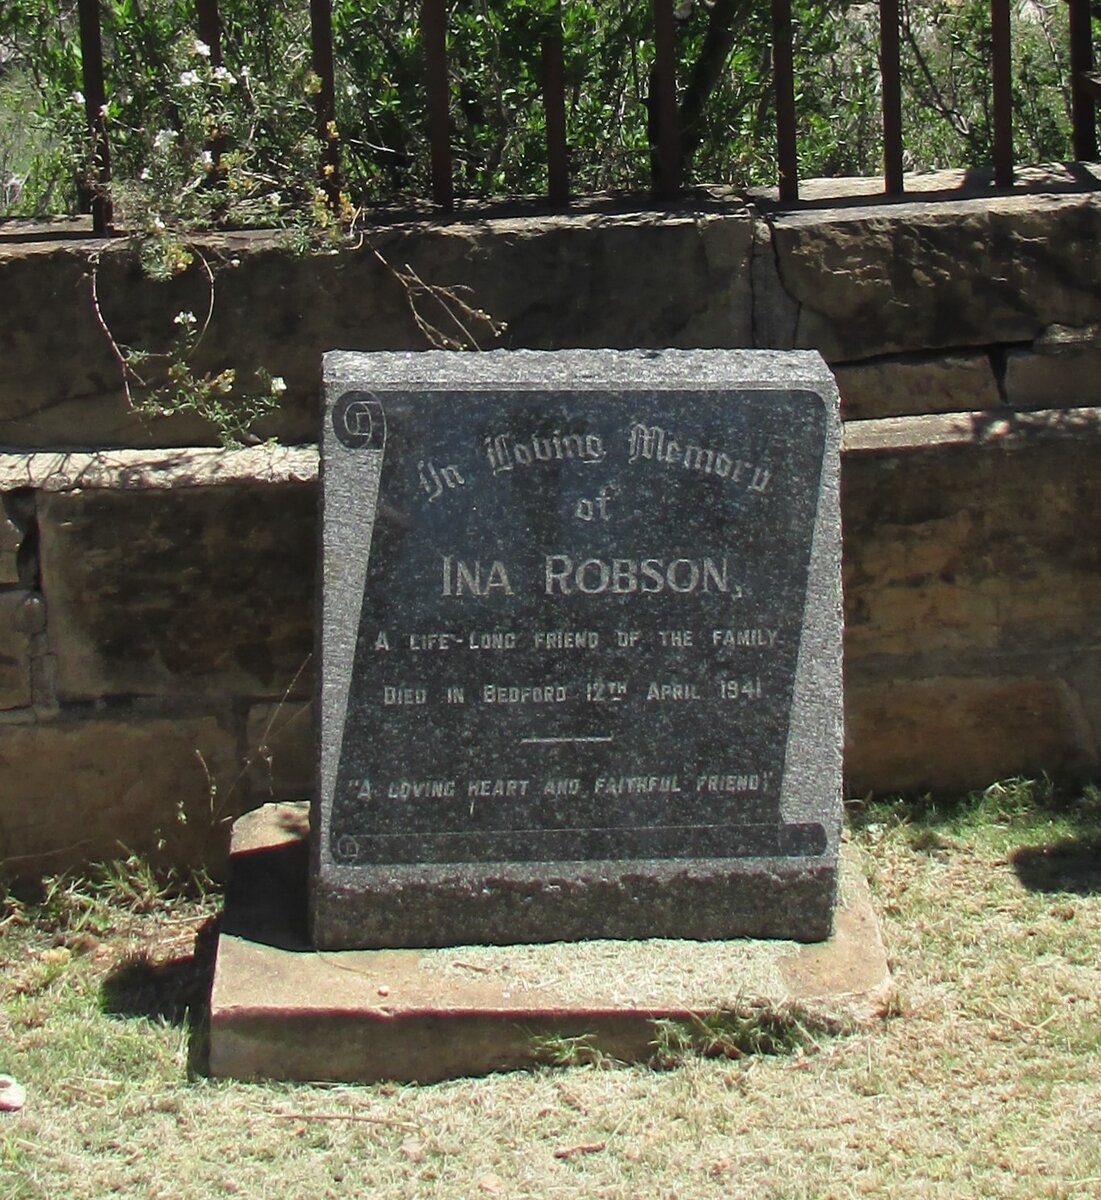 In Loving Memory
of
INA ROBSON,
A LIFE-LONG FRIEND OF THE FAMILY
DIED IN BEDFORD 12TH APRIL 1941
"A LOVING HEART AND FAITHFUL FRIEND."